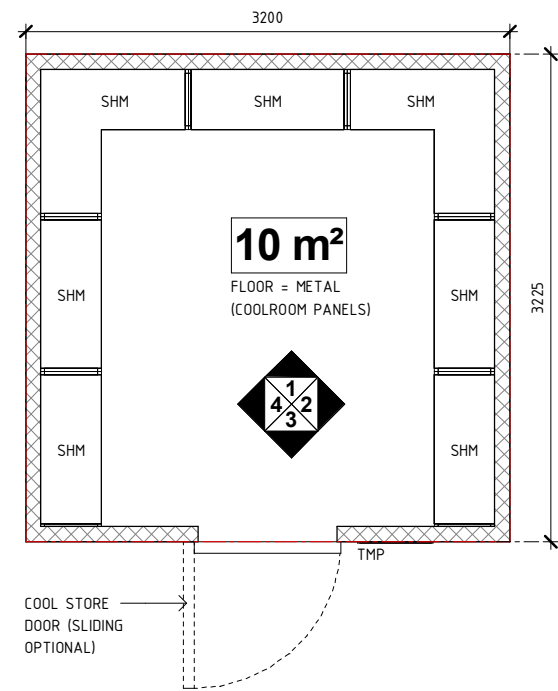 3200
SHM
SHM
SHM
10 m²
FLOOR = METAL
(COOLROOM PANELS)
3225
SHM
SHM
1
4 2
3
SHM
SHM
TMP
COOL STORE
DOOR (SLIDING
OPTIONAL)